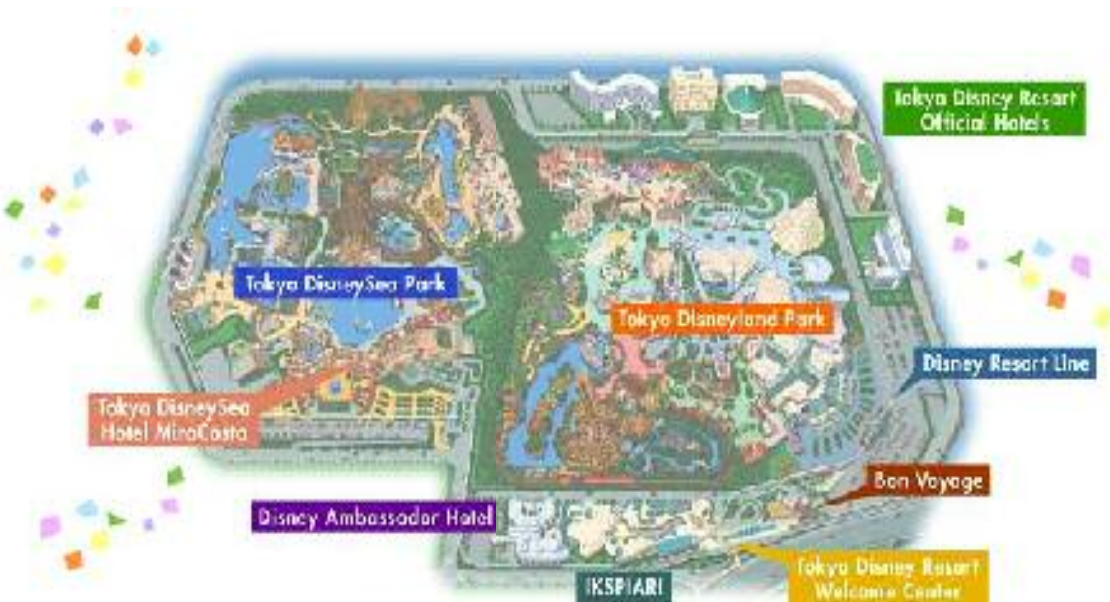 Tokyo Disney Resort
Official Hotels
Tokyo DisneySea Park
Tokyo Disneyland Park
Disney Resort Line
Tokyo DisneySea
Hotel MiraCosta
Bon Voyage
Disney Ambassador Hotel
IKSPIARI
Tokyo Disney Resort
Welcome Center